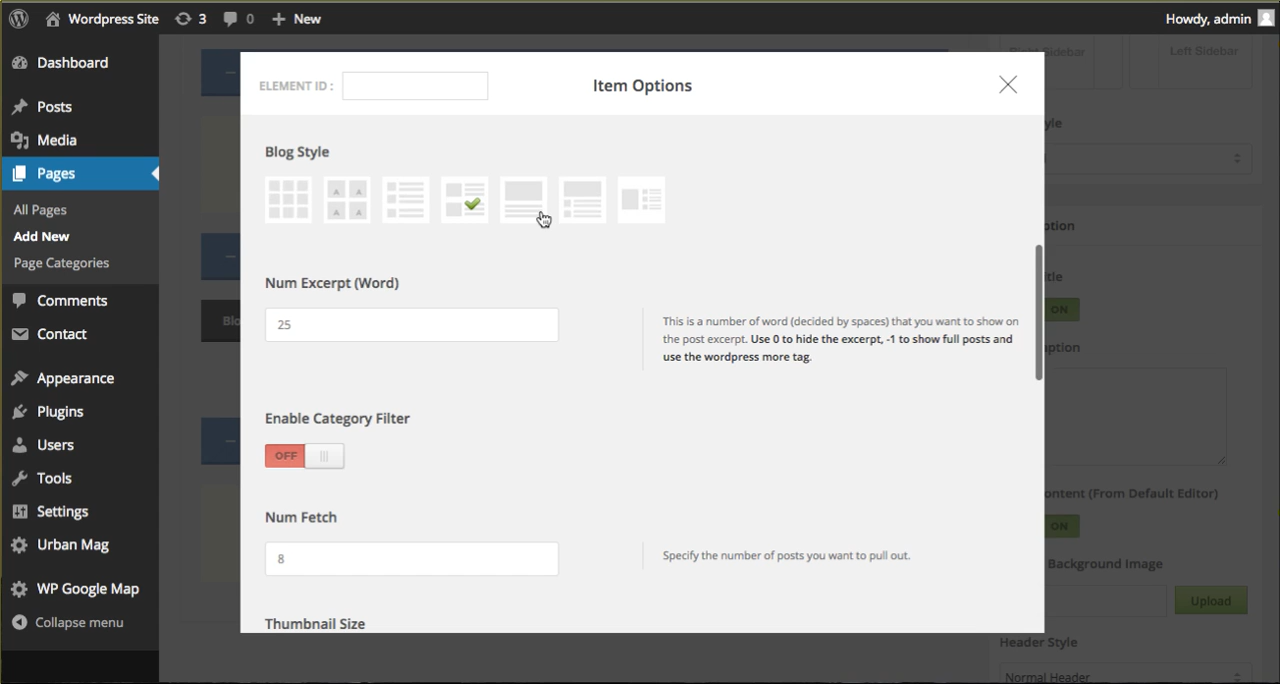 Wordpress Site 3 0 New
Howdy, admin
Dashboard
Posts
Media
Pages
All Pages
Add New
Page Categories
Comments
Contact
Appearance
Plugins
Users
Tools
Settings
Urban Mag
WP Google Map
Collapse menu
ELEMENT ID :
Item Options
Blog Style
Num Excerpt (Word)
25
This is a number of word (decided by spaces) that you want to show on
the post excerpt. Use 0 to hide the excerpt, -1 to show full posts and
use the wordpress more tag.
Enable Category Filter
OFF
Num Fetch
8
Specify the number of posts you want to pull out.
Thumbnail Size
Right Sidebar
Left Sidebar
ON
(From Default Editor)
ON
Background Image
Upload
Header Style
Normal Header